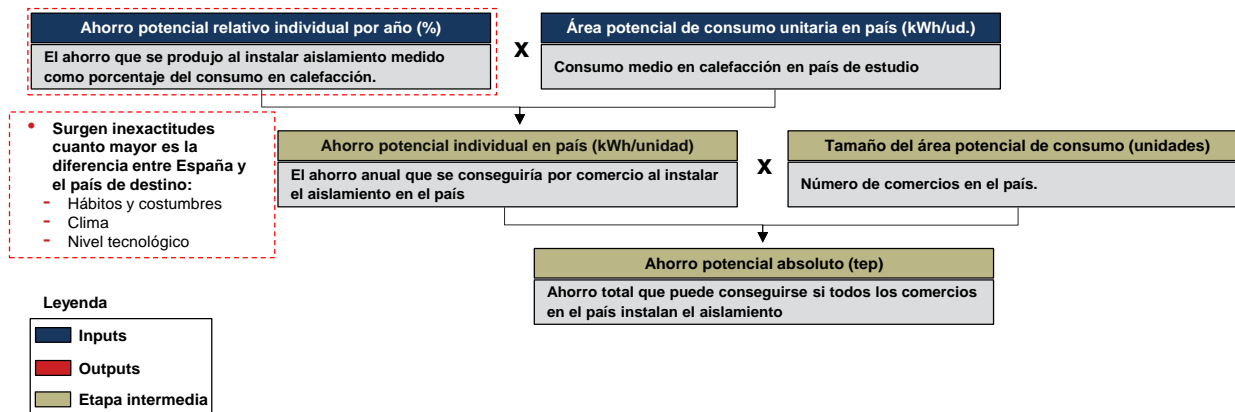 Ahorro potencial relativo individual por año (%)
El ahorro que se produjo al instalar aislamiento medido
como porcentaje del consumo en calefacción.
x
Área potencial de consumo unitaria en país (kWh/ud.)
Consumo medio en calefacción en país de estudio
• Surgen inexactitudes
cuanto mayor es la
diferencia entre España y
el país de destino:
- Hábitos y costumbres
- Clima
- Nivel tecnológico
Ahorro potencial individual en país (kWh/unidad)
El ahorro anual que se conseguiría por comercio al instalar
el aislamiento en el país
x
Tamaño del área potencial de consumo (unidades)
Número de comercios en el país.
Ahorro potencial absoluto (tep)
Ahorro total que puede conseguirse si todos los comercios
en el país instalan el aislamiento
Leyenda
Inputs
Outputs
Etapa intermedia